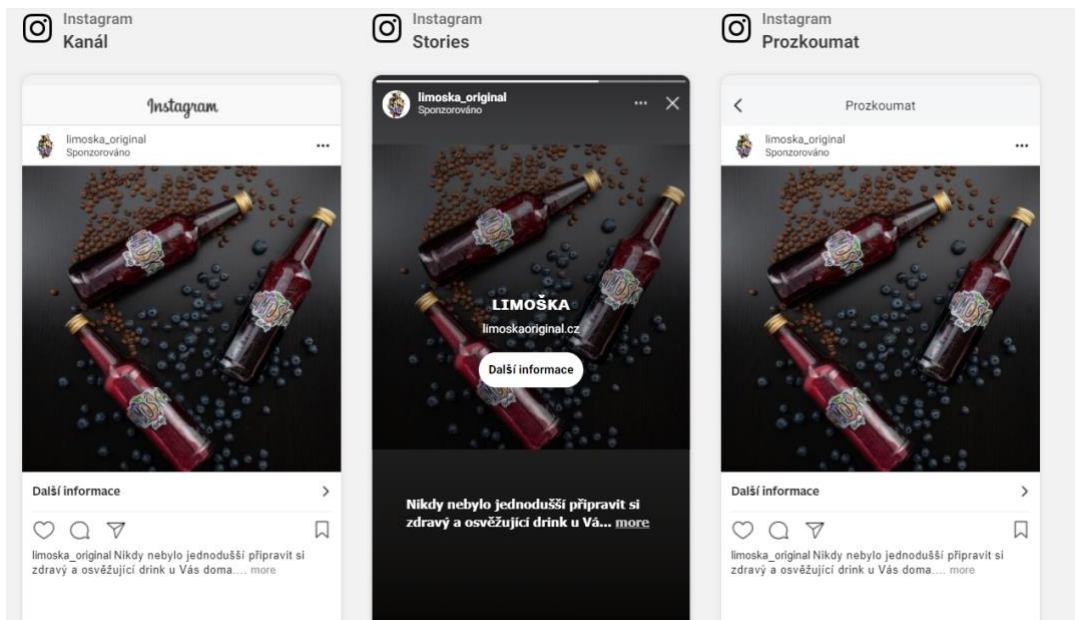 Instagram
Kanál
Instagram
limoska_original
Sponzorováno
Další informace
limoska_original Nikdy nebylo jednodušší připravit si
zdravý a osvěžující drink u Vás doma.... more
Instagram
Stories
limoska_original
Sponzorováno
LIMOŠKA
limoskaoriginal.cz
Další informace
Nikdy nebylo jednodušší připravit si
zdravý a osvěžující drink u Vá... more
Instagram
Prozkoumat
Prozkoumat
limoska_original
Sponzorováno
Další informace
limoska_original Nikdy nebylo jednodušší připravit si
zdravý a osvěžující drink u Vás doma.... more